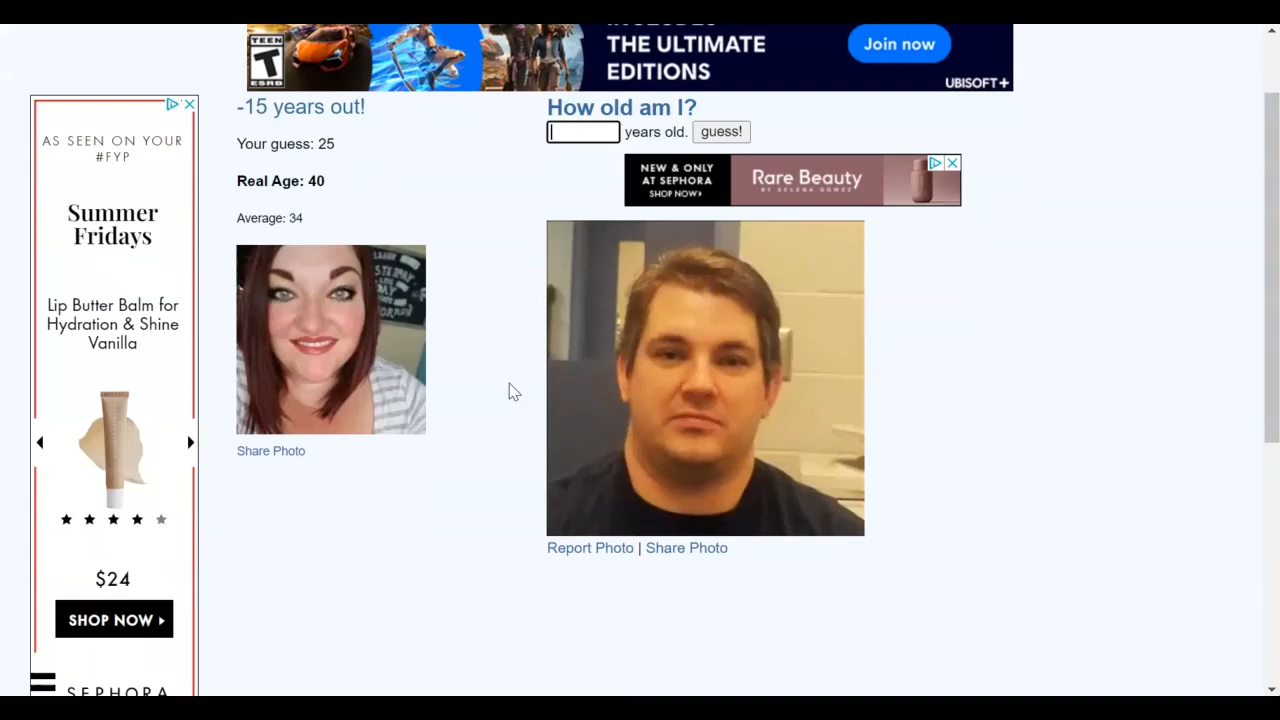 INCLUDES
THE ULTIMATE
EDITIONS
Join now
UBISOFT+
TEEN
T
ESRB
AS SEEN ON YOUR
#FYP
Summer
Fridays
Lip Butter Balm for
Hydration & Shine
Vanilla
$24
SHOP NOW
SEPHORA
-15 years out!
Your guess: 25
Real Age: 40
Average: 34
Share Photo
How old am I?
years old. guess!
NEW & ONLY
AT SEPHORA
SHOP NOW
Rare Beauty
BY SELENA GOMEZ
Report Photo | Share Photo